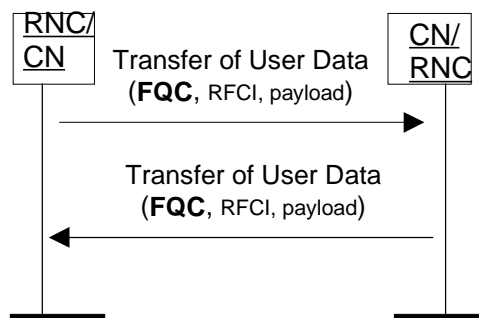 RNC/
CN
CN/
RNC
Transfer of User Data
(FQC, RFCI, payload)
Transfer of User Data
(FQC, RFCI, payload)